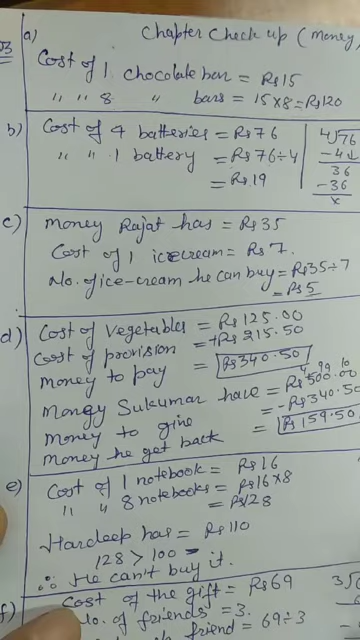 Chapter Check up (money,
a)
Cost of 1 chocolate bar = Rs 15
" " 8 " bars = 15×8 = Rs 120
b)
Cost of 4 batteries = Rs 76
" " 1 battery = Rs 76÷4
= Rs 19
4√76
-4↓
36
-36
x
c)
Money Rajat has = Rs 35
Cost of 1 icecream = Rs 7.
No. of ice-cream he can buy = Rs 35÷7
= Rs 5
d)
Cost of vegetables = Rs 125.00
Cost of provision = +Rs 215.50
Money to pay = Rs 340.50
Money Sukumar have = Rs 500.00
Money to give = -Rs 340.50
Money he get back = Rs 159.50
e)
Cost of 1 notebook = Rs 16
" " 8 notebooks = Rs 16×8
= Rs 128
Hardeep has = Rs 110
128 > 100
∴ He can't buy it.
f)
Cost of the gift = Rs 69
No. of friends = 3.
friend = 69÷3